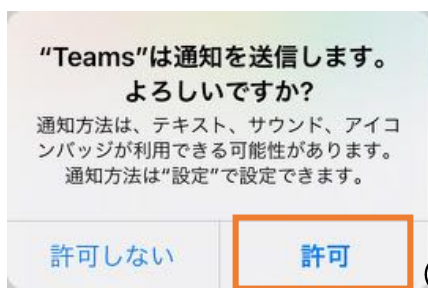 “Teams”は通知を送信します。
よろしいですか?
通知方法は、テキスト、サウンド、アイコ
ンバッジが利用できる可能性があります。
通知方法は“設定”で設定できます。
許可しない
許可
(